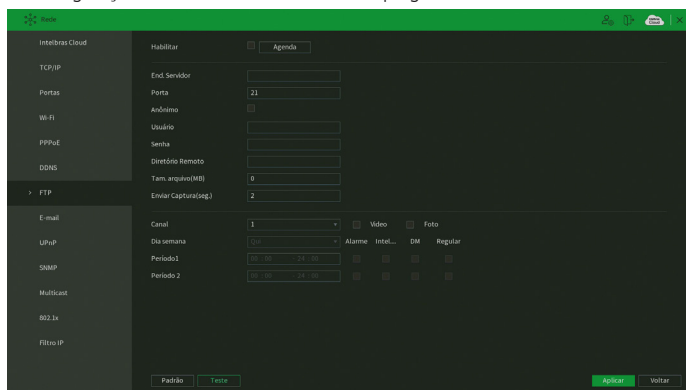 Rede
Intelbras Cloud
TCP/IP
Portas
Wi-Fi
PPPoE
DDNS
> FTP
E-mail
UPnP
SNMP
Multicast
802.1x
Filtro IP
Habilitar Agenda
End. Servidor
Porta 21
Anônimo
Usuário
Senha
Diretório Remoto
Tam. arquivo(MB) 0
Enviar Captura(seg.) 2
Canal 1 Video Foto
Dia semana Qui Alarme Intel... DM Regular
Período1 00 : 00 24 : 00
Período 2 00 : 00 24 : 00
Padrão Teste Aplicar Voltar